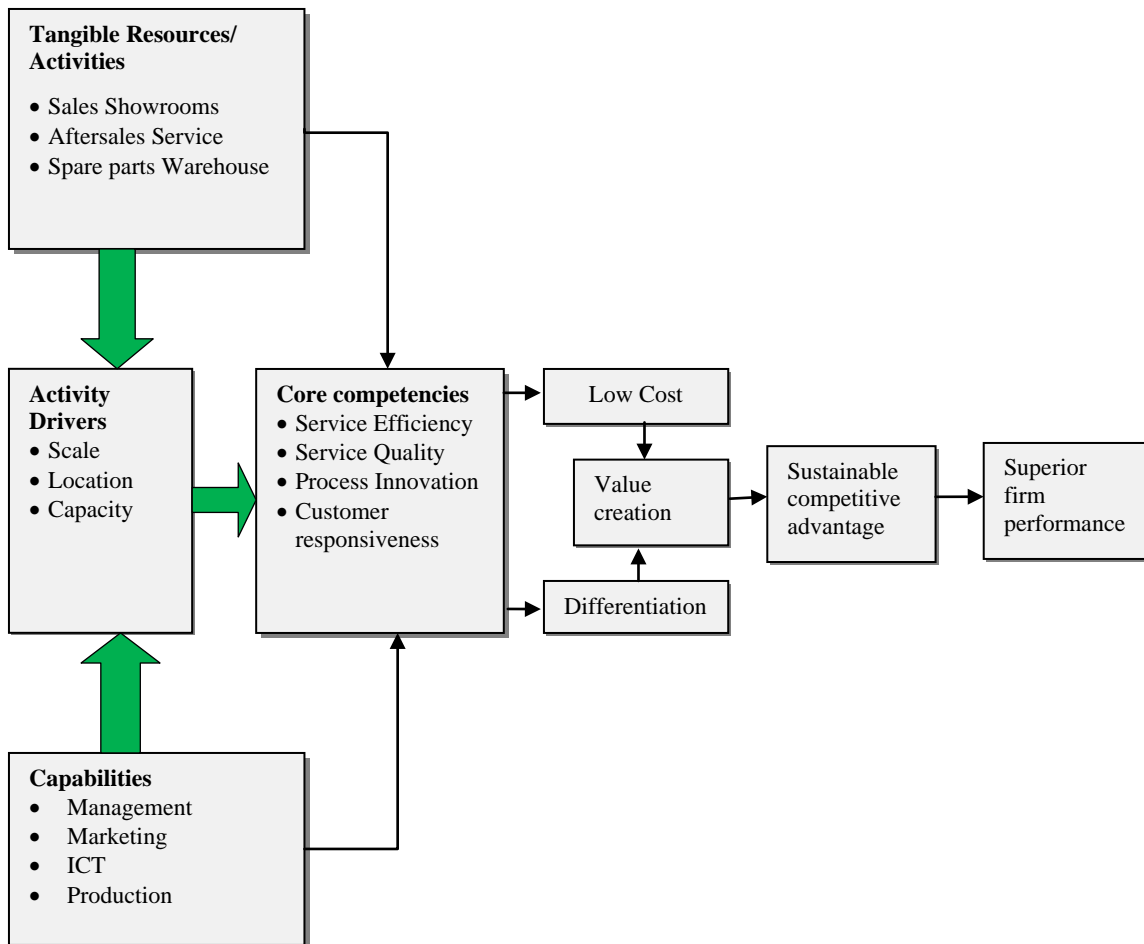 Tangible Resources/
Activities
• Sales Showrooms
• Aftersales Service
• Spare parts Warehouse
Activity
Drivers
• Scale
• Location
• Capacity
Core competencies
• Service Efficiency
• Service Quality
• Process Innovation
• Customer
responsiveness
Low Cost
Value
creation
Differentiation
Sustainable
competitive
advantage
Superior
firm
performance
Capabilities
• Management
• Marketing
• ICT
• Production